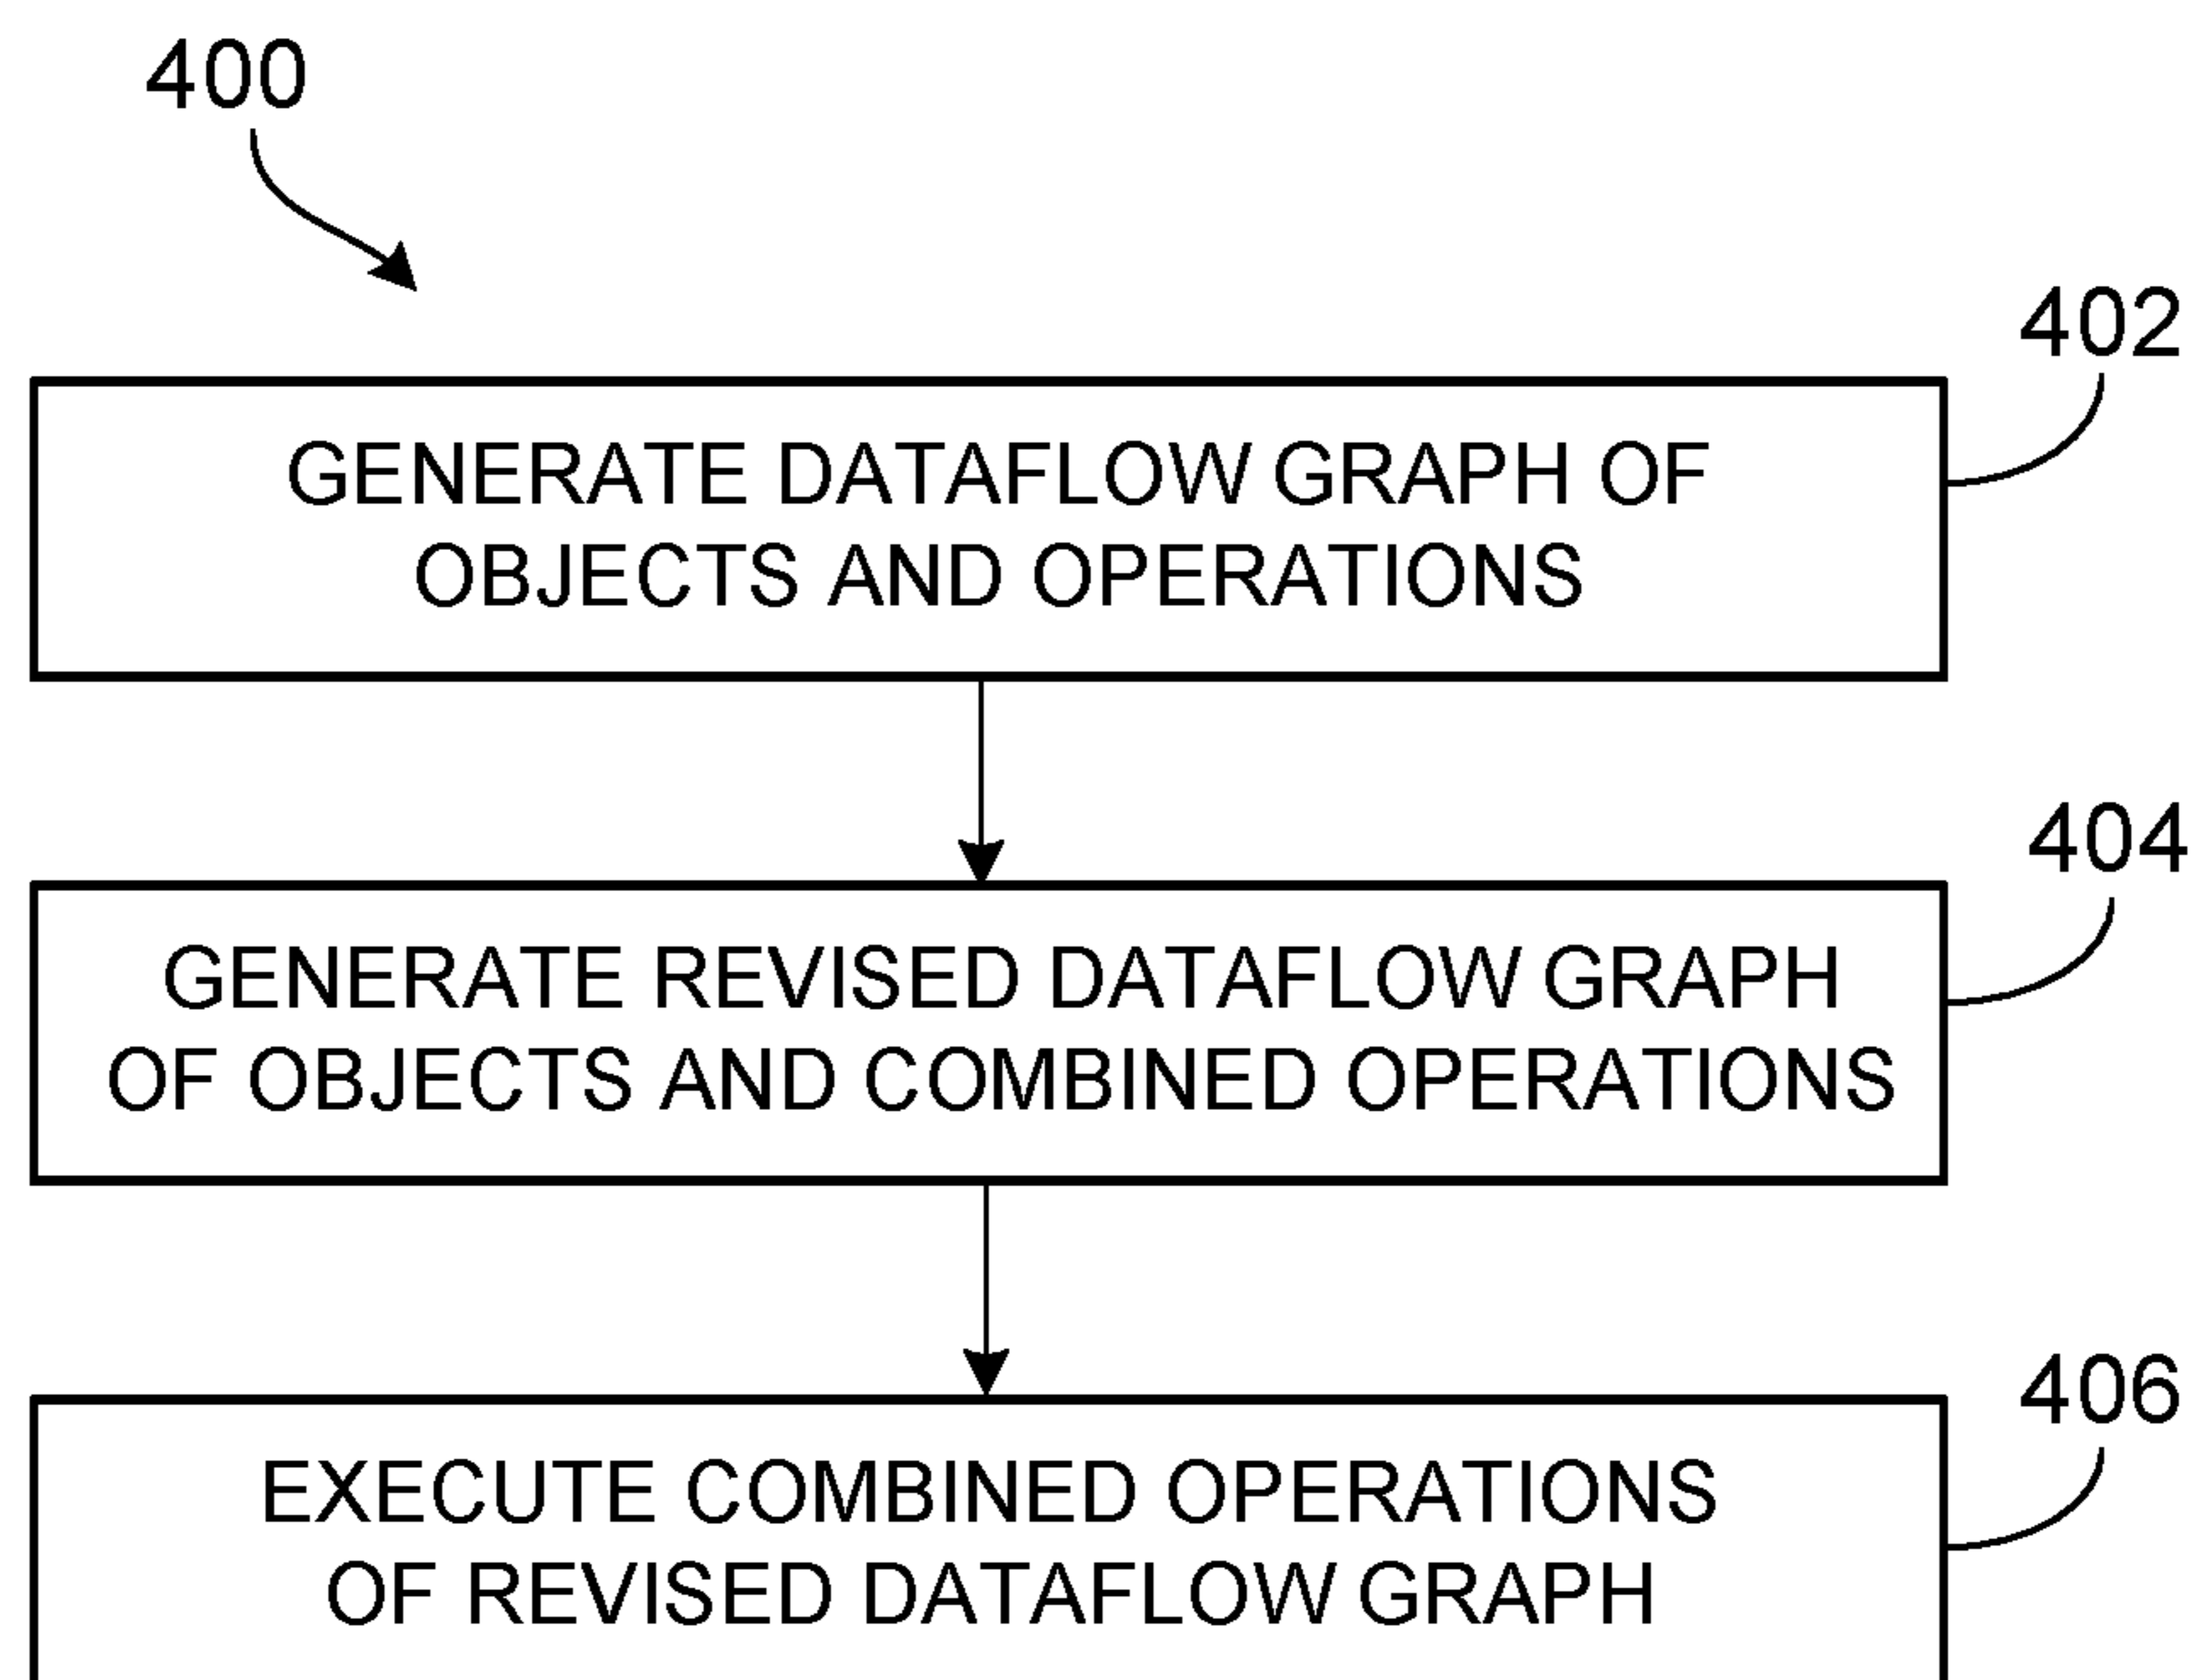 400
402
GENERATE DATAFLOW GRAPH OF
OBJECTS AND OPERATIONS
404
GENERATE REVISED DATAFLOW GRAPH
OF OBJECTS AND COMBINED OPERATIONS
406
EXECUTE COMBINED OPERATIONS
OF REVISED DATAFLOW GRAPH